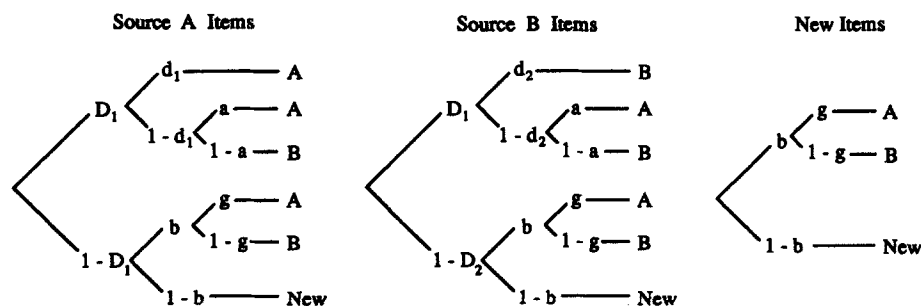 Source A Items Source B Items New Items
d1 A d2 B
D1 a A D1 a A g A
1 - d1 1 - d2 b
1 - a B 1 - a B 1 - g B
g A g A
b b
1 - g B 1 - g B 1 - b New
1 - D1 1 - D2
1 - b New 1 - b New